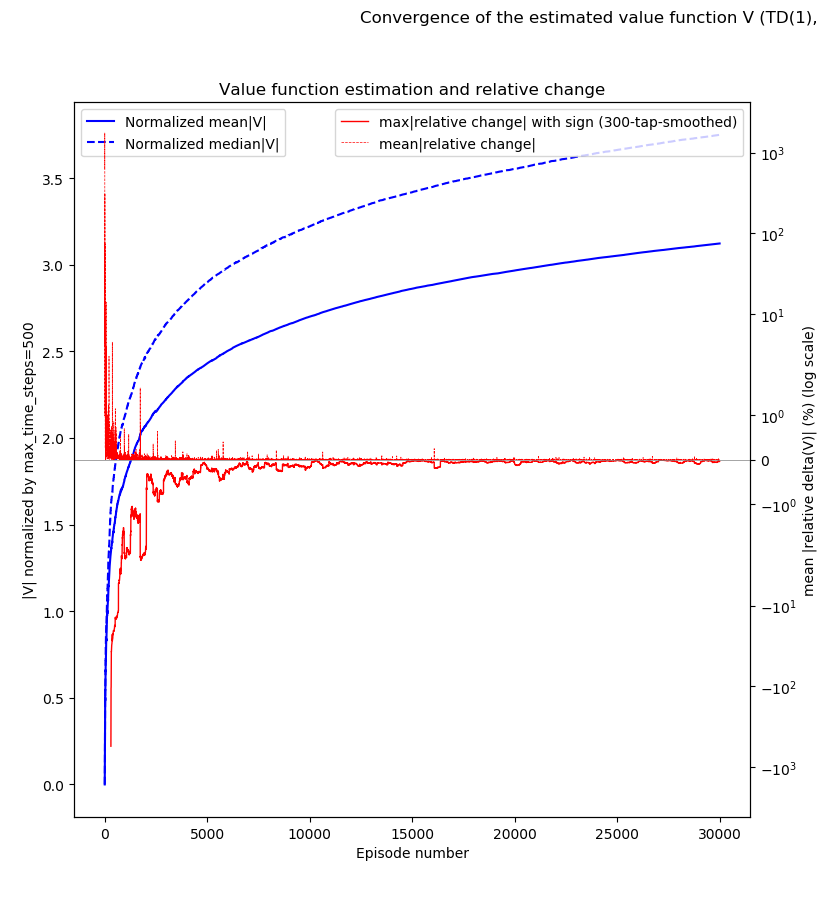 Convergence of the estimated value function V (TD(1),
Value function estimation and relative change
Normalized mean|V|
Normalized median|V|
max|relative change| with sign (300-tap-smoothed)
mean|relative change|
3.5
3.0
2.5
2.0
1.5
1.0
0.5
0.0
|V| normalized by max_time_steps=500
10³
10²
10¹
10⁰
0
−10⁰
−10¹
−10²
−10³
mean |relative delta(V)| (%) (log scale)
0 5000 10000 15000 20000 25000 30000
Episode number